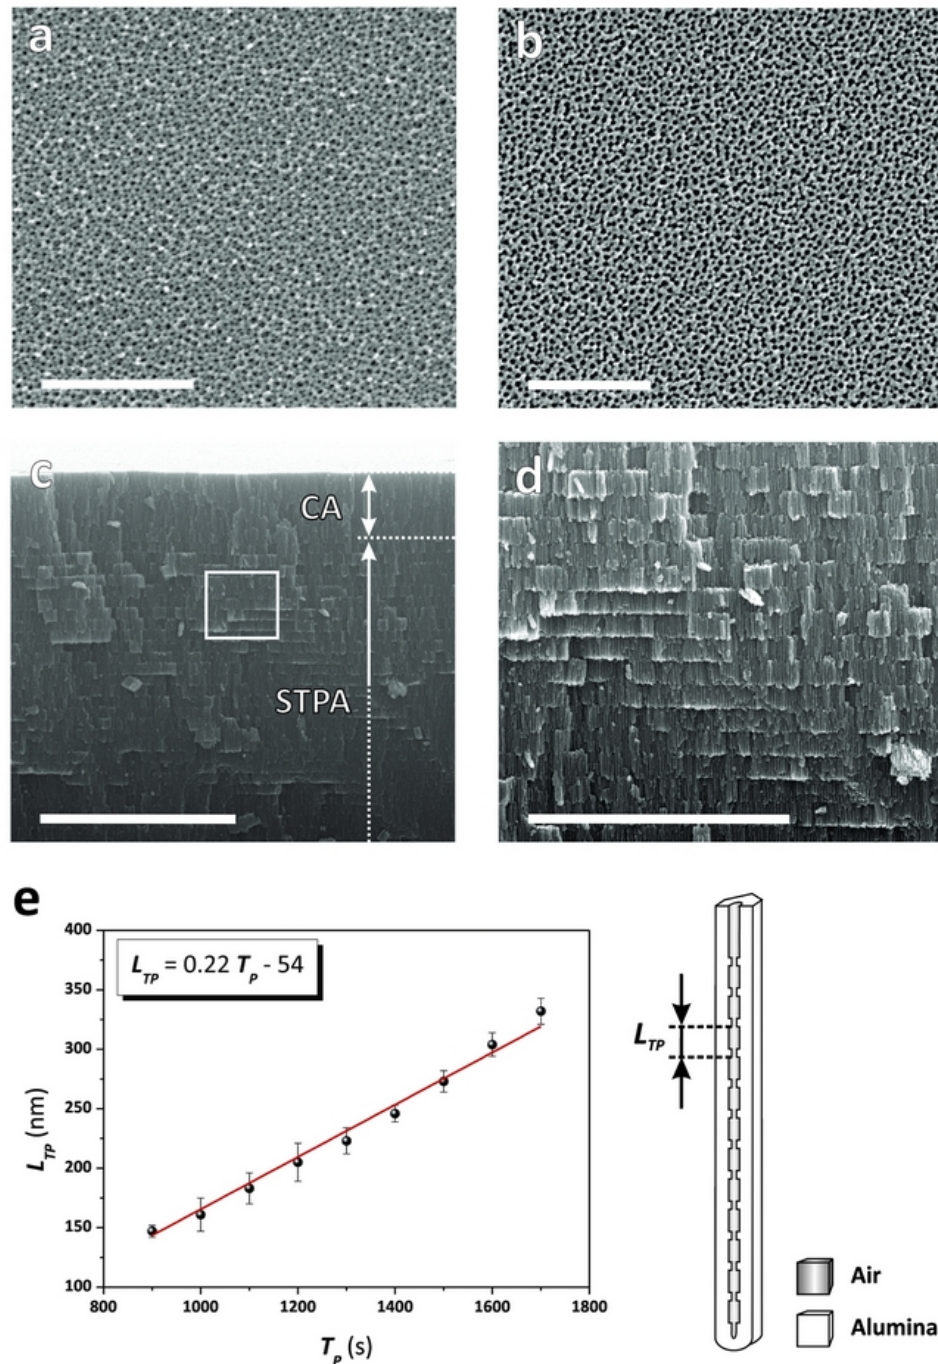 a
b
c
CA
STPA
d
e
400
350
300
250
200
150
100
L_TP (nm)
L_TP = 0.22 T_P - 54
800 1000 1200 1400 1600 1800
T_P (s)
L_TP
Air
Alumina